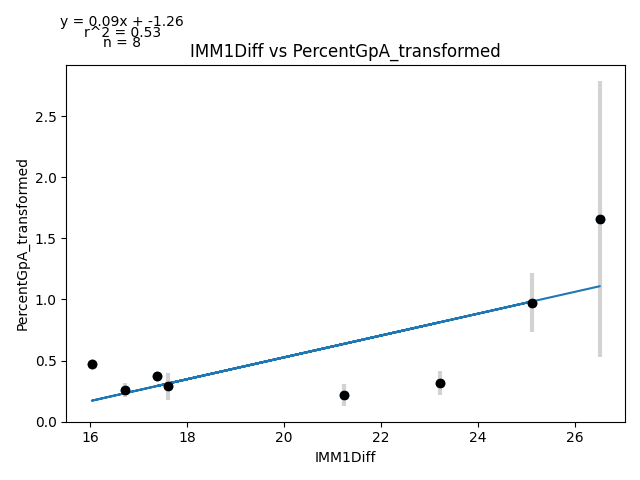 y = 0.09x + -1.26
r^2 = 0.53
n = 8
IMM1Diff vs PercentGpA_transformed
PercentGpA_transformed
2.5
2.0
1.5
1.0
0.5
0.0
16 18 20 22 24 26
IMM1Diff